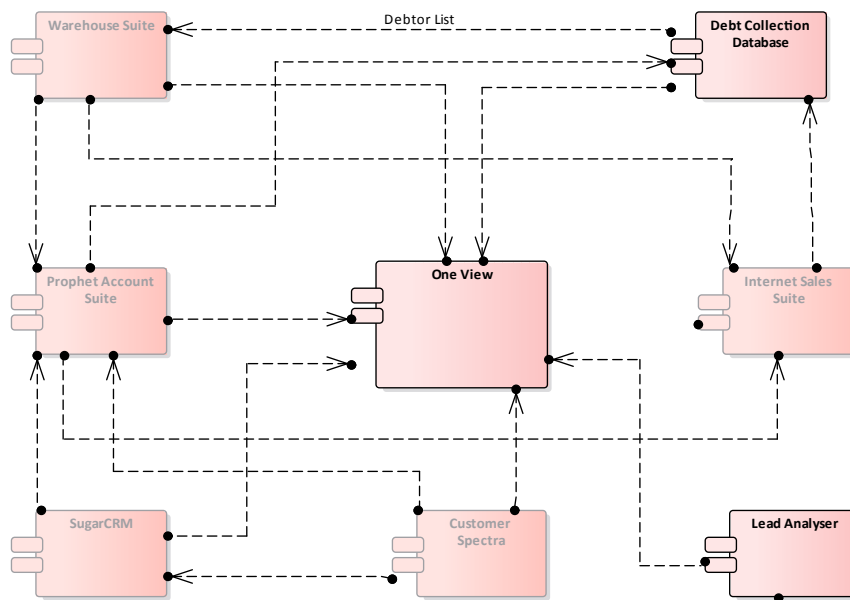 Warehouse Suite
Debtor List
Debt Collection
Database
Prophet Account
Suite
One View
Internet Sales
Suite
SugarCRM
Customer
Spectra
Lead Analyser